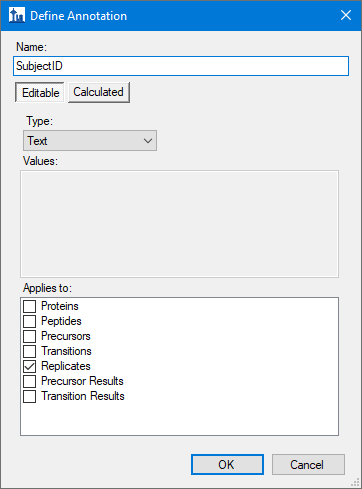 Define Annotation
Name:
SubjectID
Editable Calculated
Type:
Text
Values:
Applies to:
Proteins
Peptides
Precursors
Transitions
Replicates
Precursor Results
Transition Results
OK Cancel